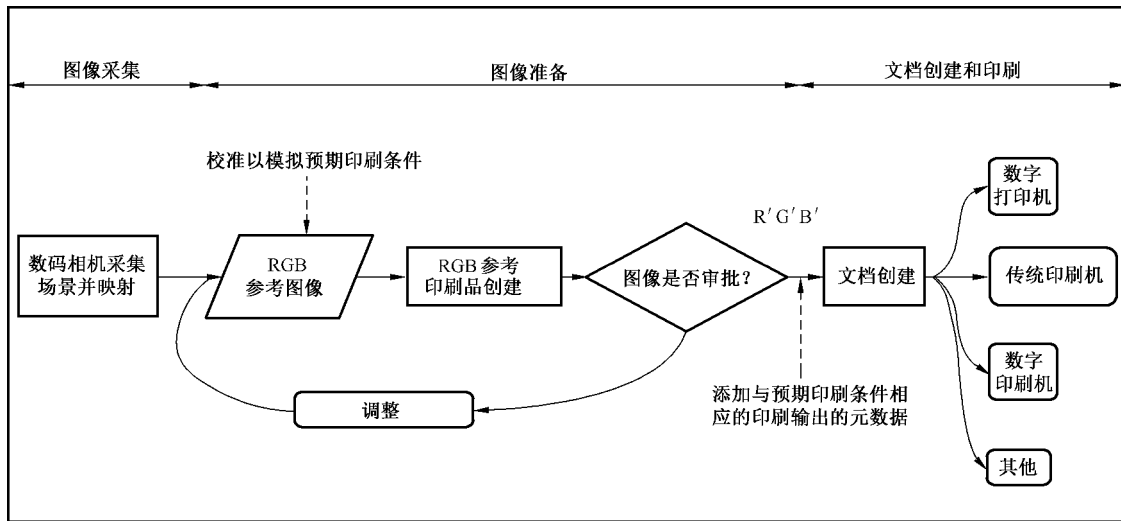 图像采集
图像准备
文档创建和印刷
校准以模拟预期印刷条件
数码相机采集
场景并映射
RGB
参考图像
RGB参考
印刷品创建
图像是否审批？
R′G′B′
文档创建
数字
打印机
传统印刷机
数字
印刷机
其他
调整
添加与预期印刷条件相
应的印刷输出的元数据